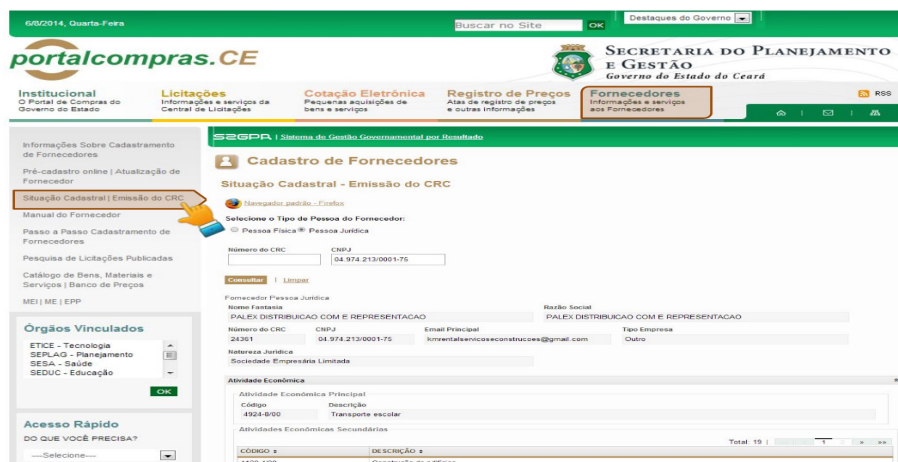 6/8/2014, Quarta-Feira
Buscar no Site
OK
Destaques do Governo
portalcompras.CE
SECRETARIA DO PLANEJAMENTO
E GESTÃO
Governo do Estado do Ceará
Institucional
O Portal de Compras do
Governo do Estado
Licitações
Informações e serviços da
Central de Licitações
Cotação Eletrônica
Pequenas aquisições de
bens e serviços
Registro de Preços
Atas de registro de preços
e outras informações
Fornecedores
Informações e serviços
aos Fornecedores
RSS
Informações Sobre Cadastramento
de Fornecedores
Pré-cadastro online | Atualização de
Fornecedor
Situação Cadastral | Emissão do CRC
Manual do Fornecedor
Passo a Passo Cadastramento de
Fornecedores
Pesquisa de Licitações Publicadas
Catálogo de Bens, Materiais e
Serviços | Banco de Preços
MEI | ME | EPP
Órgãos Vinculados
ETICE - Tecnologia
SEPLAG - Planejamento
SESA - Saúde
SEDUC - Educação
OK
Acesso Rápido
DO QUE VOCÊ PRECISA?
---Selecione---
S2GPR | Sistema de Gestão Governamental por Resultado
Cadastro de Fornecedores
Situação Cadastral - Emissão do CRC
Navegador padrão - Firefox
Selecione o Tipo de Pessoa do Fornecedor:
Pessoa Física Pessoa Jurídica
Número do CRC CNPJ
04.974.213/0001-75
Consultar | Limpar
Fornecedor Pessoa Jurídica
Nome Fantasia Razão Social
PALEX DISTRIBUICAO COM E REPRESENTACAO PALEX DISTRIBUICAO COM E REPRESENTACAO
Número do CRC CNPJ Email Principal Tipo Empresa
24361 04.974.213/0001-75 kmrentalsenicoseconstrucoes@gmail.com Outro
Natureza Jurídica
Sociedade Empresária Limitada
Atividade Econômica
Atividade Econômica Principal
Código Descrição
4924-8/00 Transporte escolar
Atividades Econômicas Secundárias
Total: 19 | 1
CÓDIGO DESCRIÇÃO